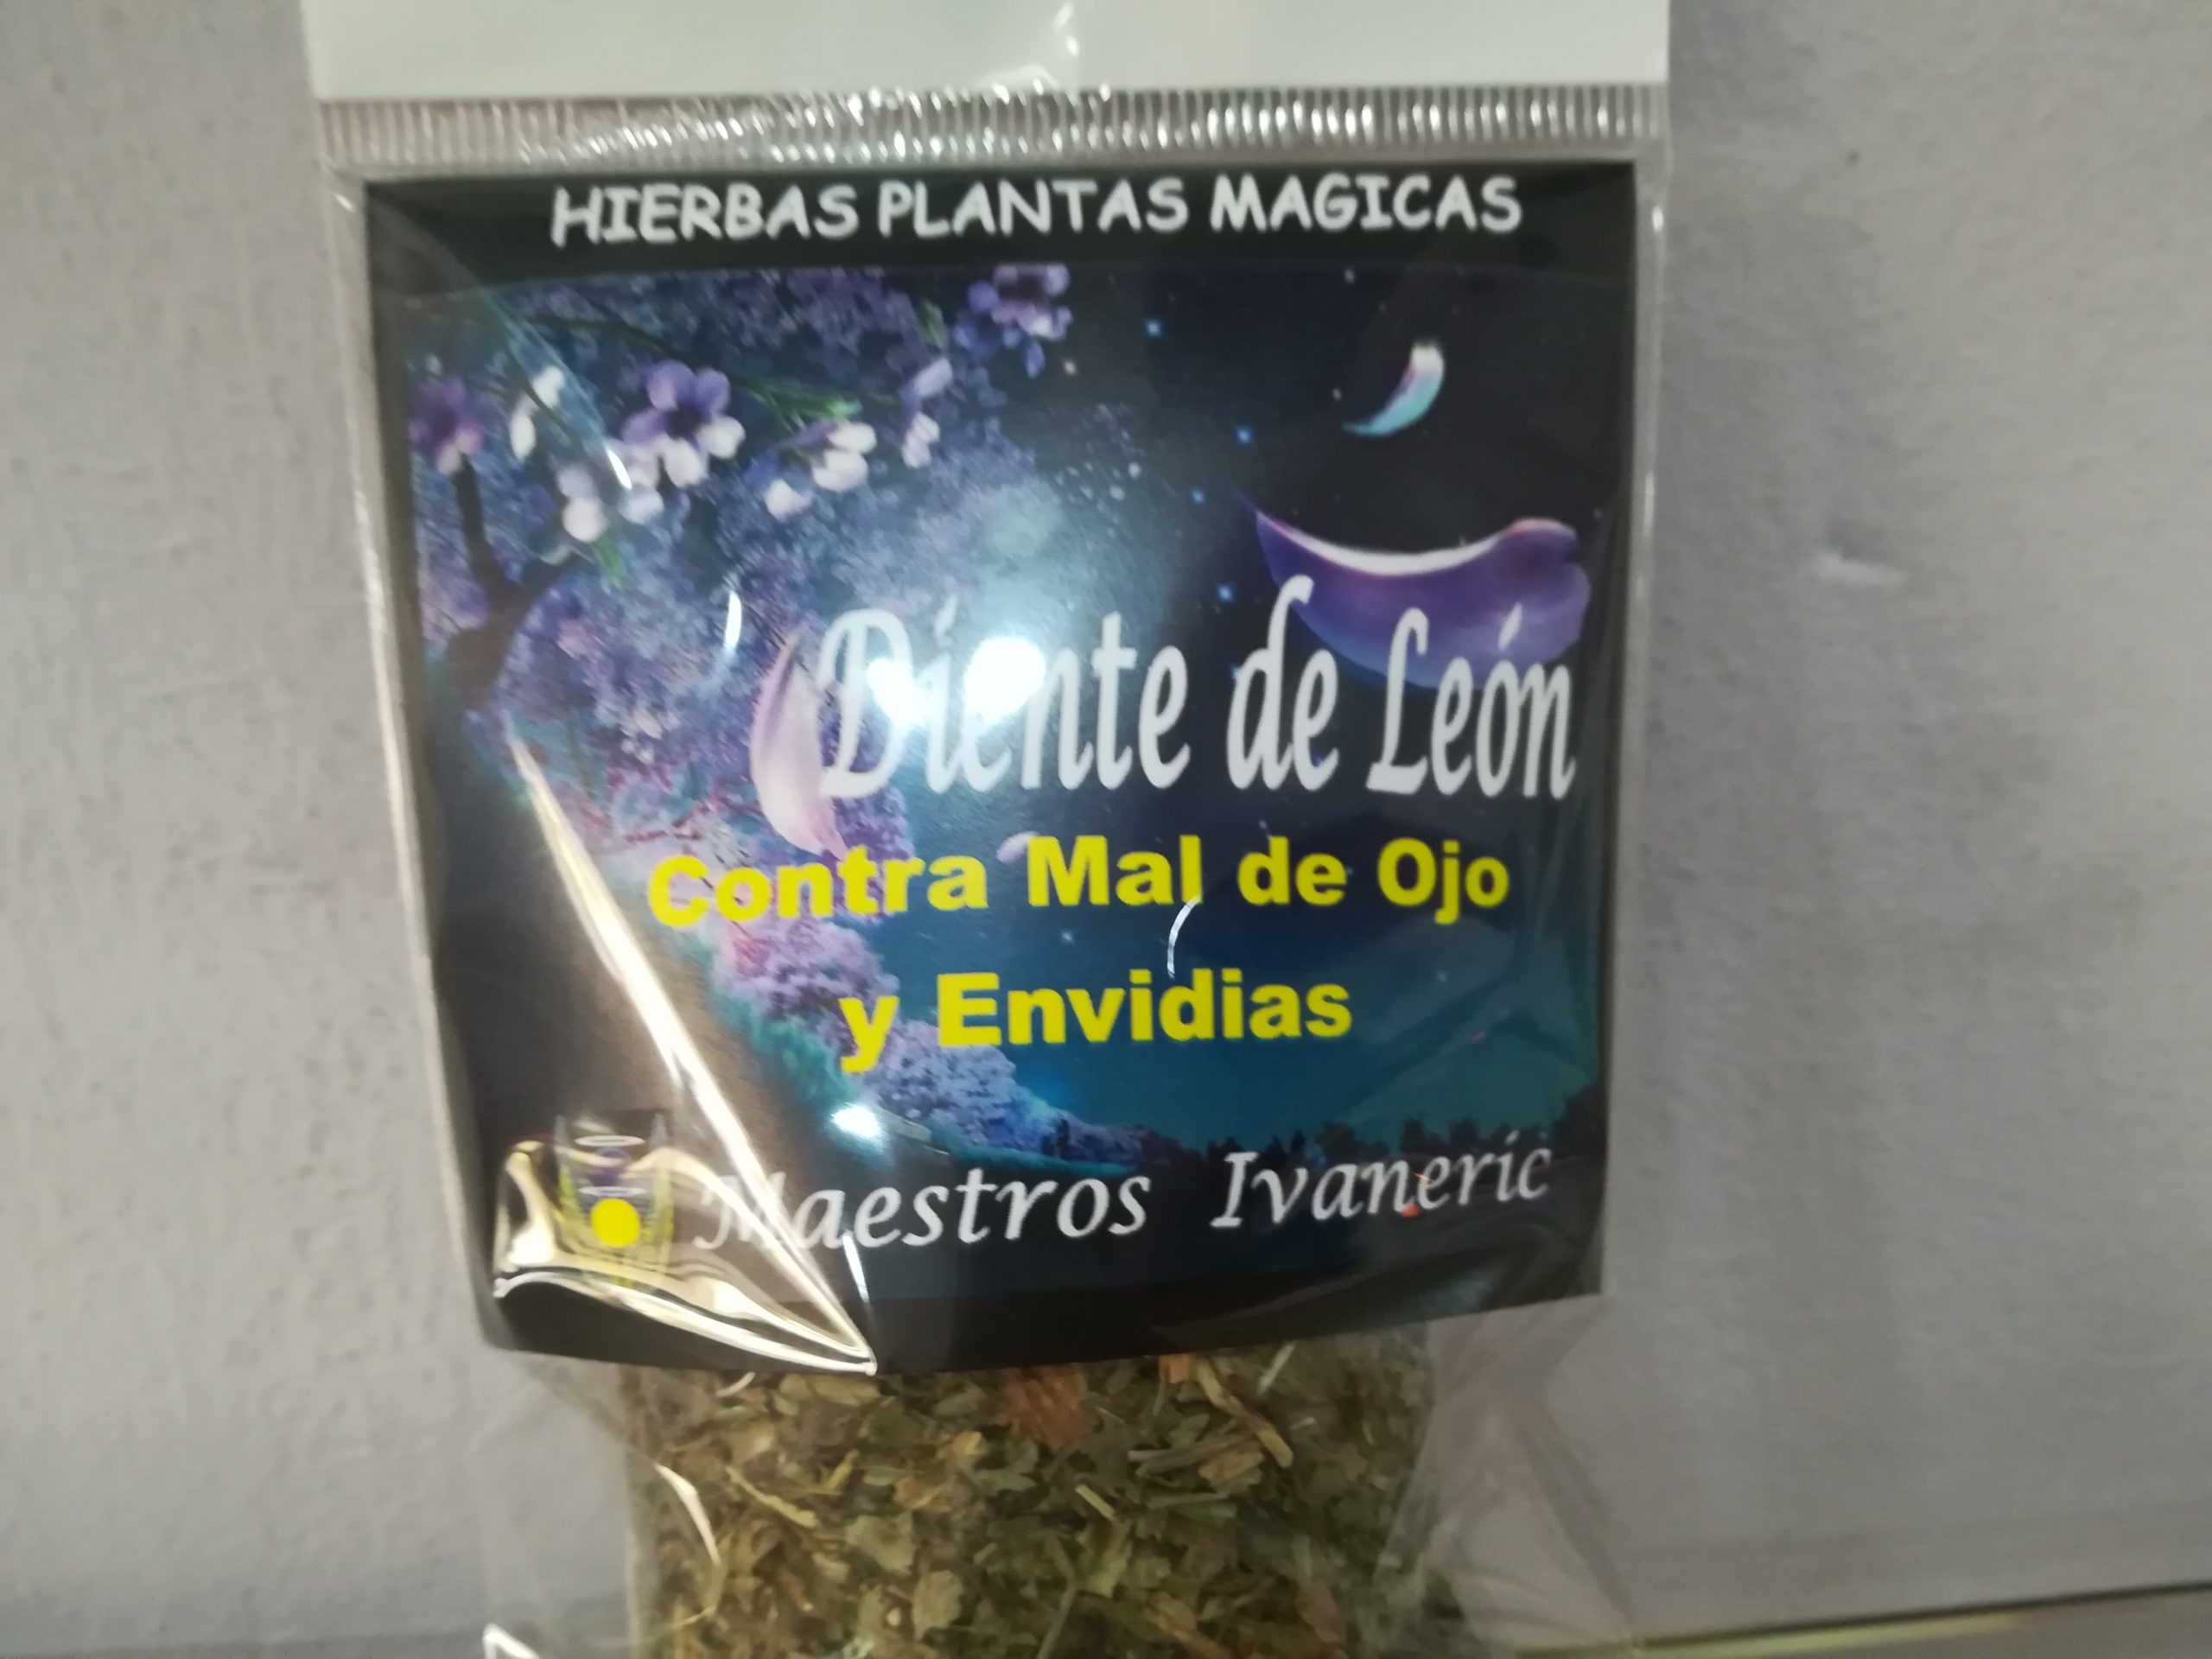 HIERBAS PLANTAS MAGICAS
Diente de León
Contra Mal de Ojo
y Envidias
Maestros Ivaneric